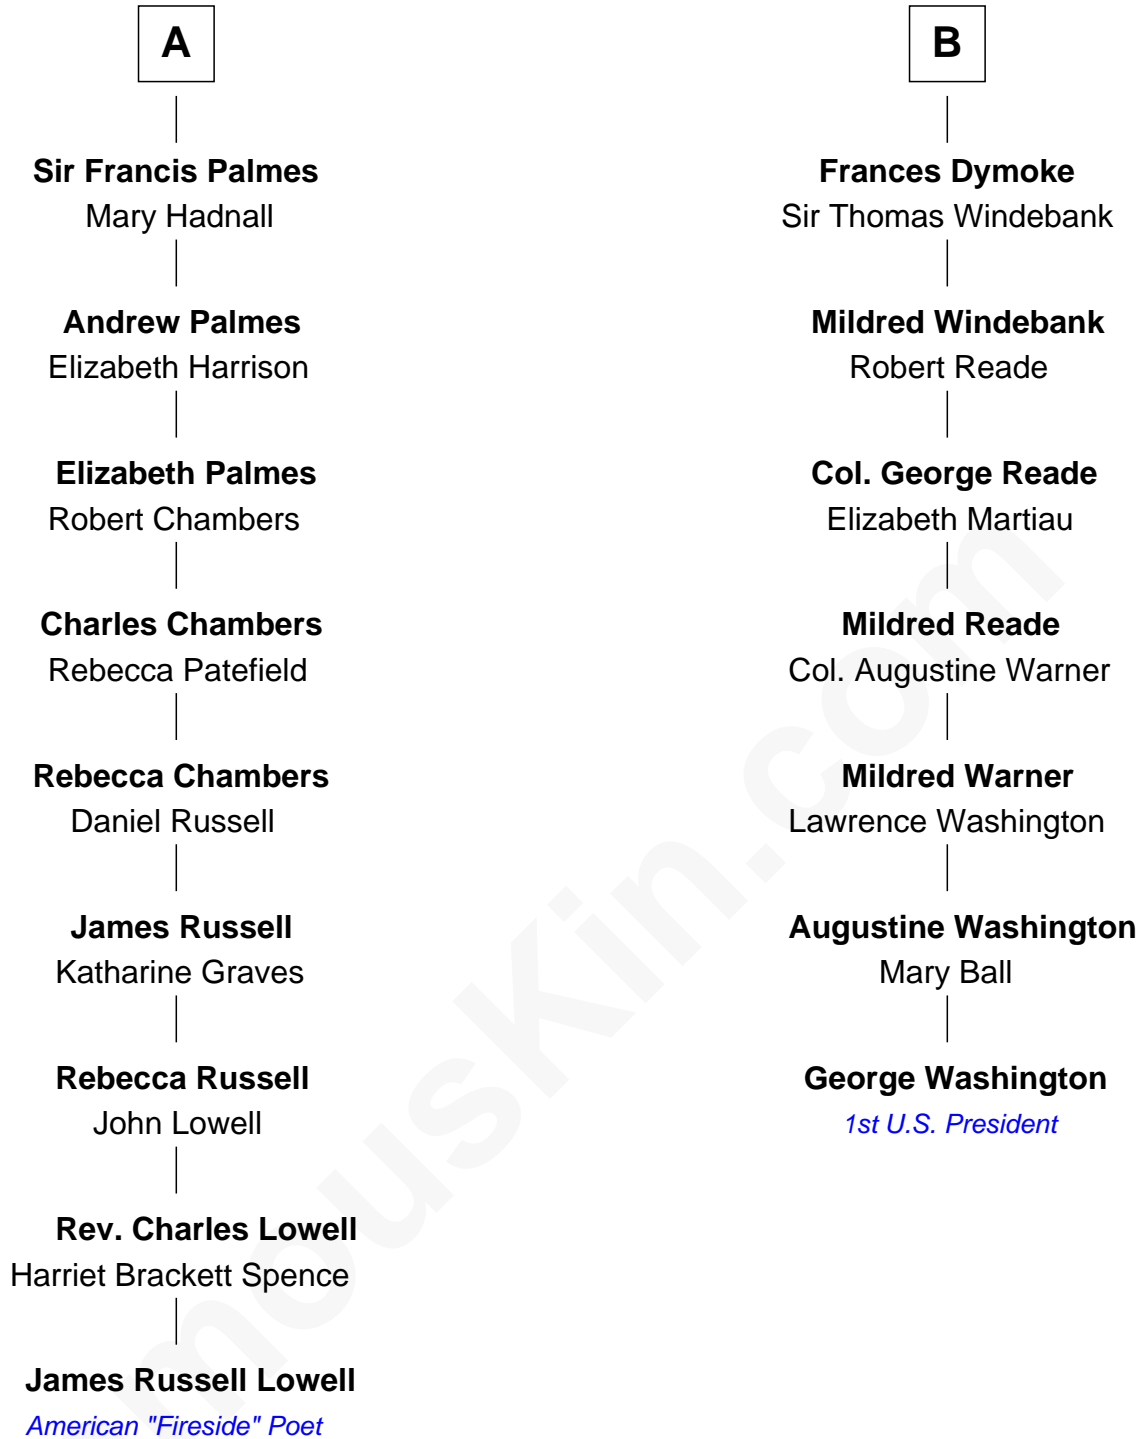 A
Sir Francis Palmes
Mary Hadnall
Andrew Palmes
Elizabeth Harrison
Elizabeth Palmes
Robert Chambers
Charles Chambers
Rebecca Patefield
Rebecca Chambers
Daniel Russell
James Russell
Katharine Graves
Rebecca Russell
John Lowell
Rev. Charles Lowell
Harriet Brackett Spence
James Russell Lowell
American "Fireside" Poet
B
Frances Dymoke
Sir Thomas Windebank
Mildred Windebank
Robert Reade
Col. George Reade
Elizabeth Martiau
Mildred Reade
Col. Augustine Warner
Mildred Warner
Lawrence Washington
Augustine Washington
Mary Ball
George Washington
1st U.S. President
mousKin.com